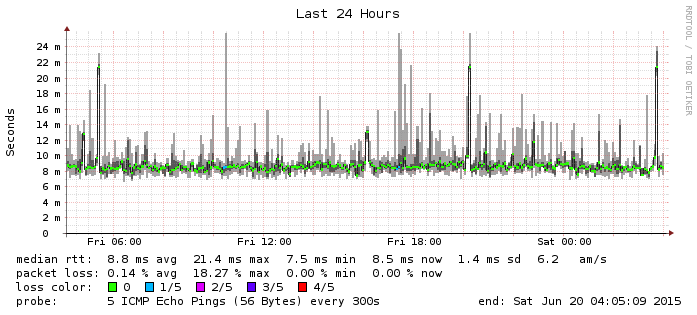 Last 24 Hours
RRDTOOL / TOBI OETIKER
Seconds
24 m
22 m
20 m
18 m
16 m
14 m
12 m
10 m
8 m
6 m
4 m
2 m
0
Fri 06:00 Fri 12:00 Fri 18:00 Sat 00:00
median rtt: 8.8 ms avg 21.4 ms max 7.5 ms min 8.5 ms now 1.4 ms sd 6.2 am/s
packet loss: 0.14 % avg 18.27 % max 0.00 % min 0.00 % now
loss color: 0 1/5 2/5 3/5 4/5
probe: 5 ICMP Echo Pings (56 Bytes) every 300s end: Sat Jun 20 04:05:09 2015